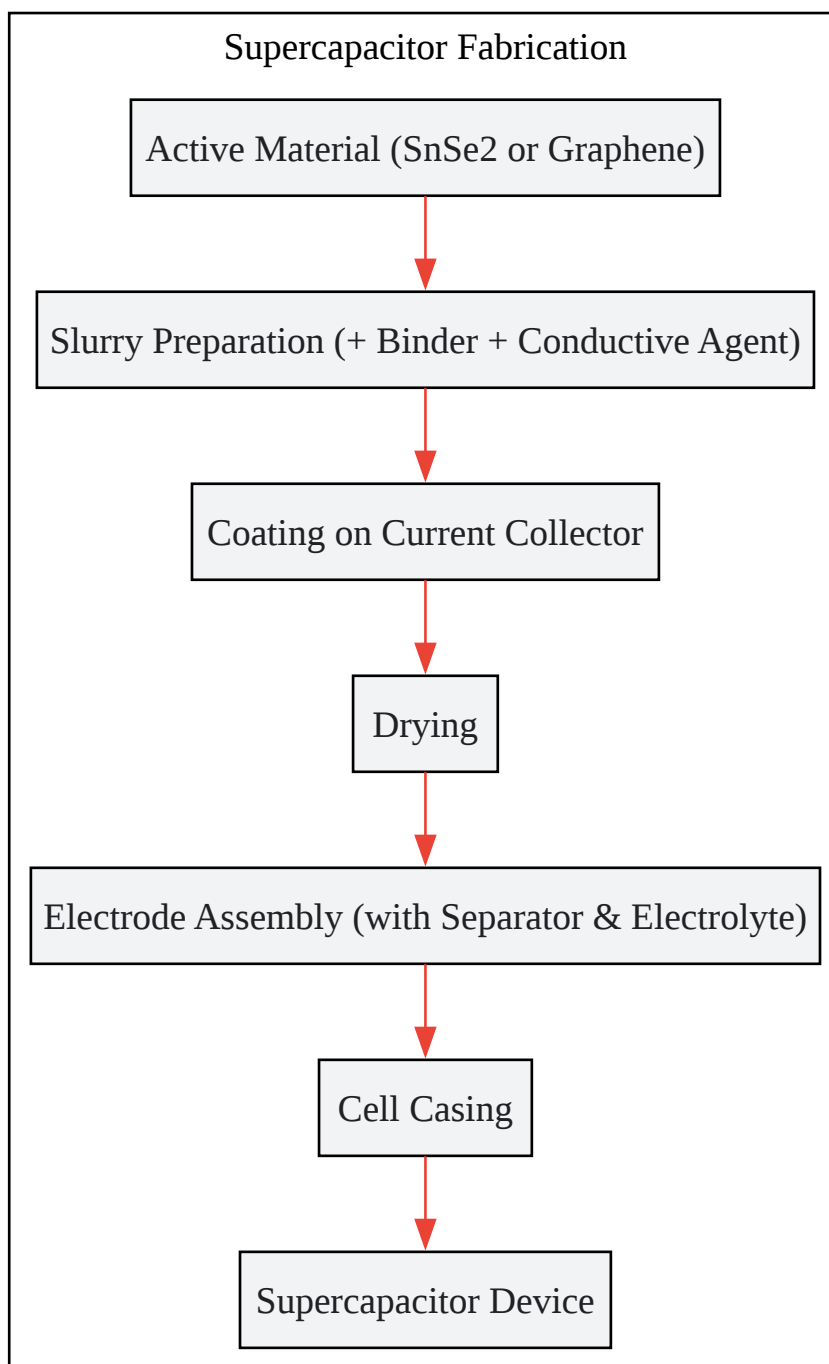 Supercapacitor Fabrication
Active Material (SnSe2 or Graphene)
Slurry Preparation (+ Binder + Conductive Agent)
Coating on Current Collector
Drying
Electrode Assembly (with Separator & Electrolyte)
Cell Casing
Supercapacitor Device